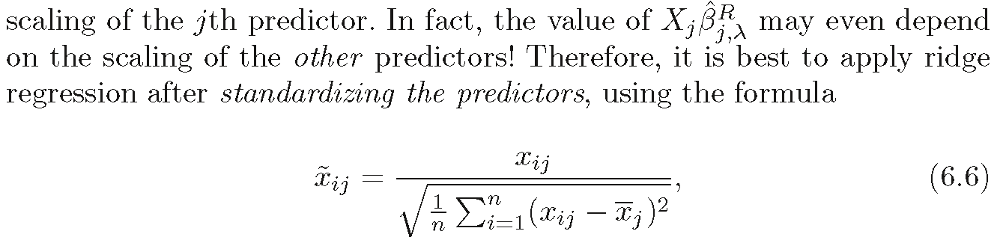 scaling of the jth predictor. In fact, the value of $X_j\hat{\beta}^R_{j,\lambda}$ may even depend
on the scaling of the other predictors! Therefore, it is best to apply ridge
regression after standardizing the predictors, using the formula
$\tilde{x}_{ij} = \frac{x_{ij}}{\sqrt{\frac{1}{n}\sum_{i=1}^{n}(x_{ij} - \overline{x}_j)^2}},$ (6.6)